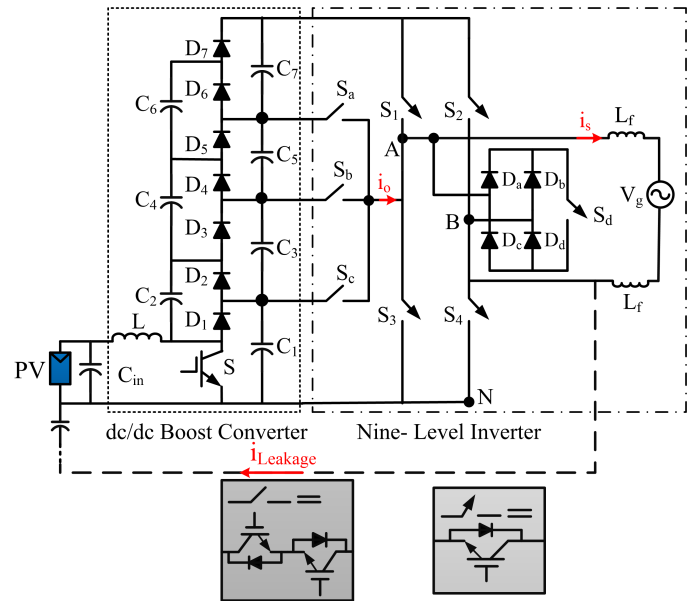 D7
D6
C7
C6
Sa
S1
S2
D5
C5
A
is
Lf
io
Da
Db
C4
D4
Sb
Sd
Vg
B
D3
C3
Dc
Dd
C2
D2
Sc
S3
S4
Lf
L
D1
C1
PV
Cin
S
N
dc/dc Boost Converter
Nine- Level Inverter
iLeakage